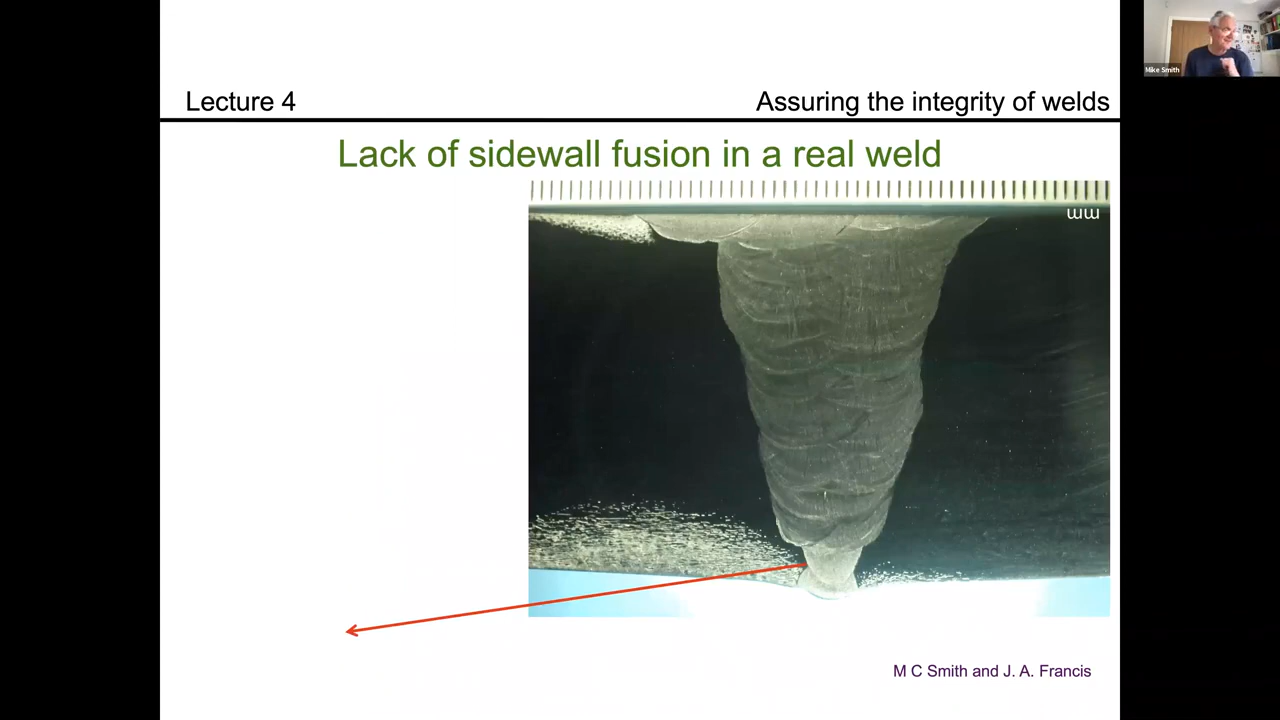 Mike Smith
Lecture 4
Assuring the integrity of welds
Lack of sidewall fusion in a real weld
mm
M C Smith and J. A. Francis